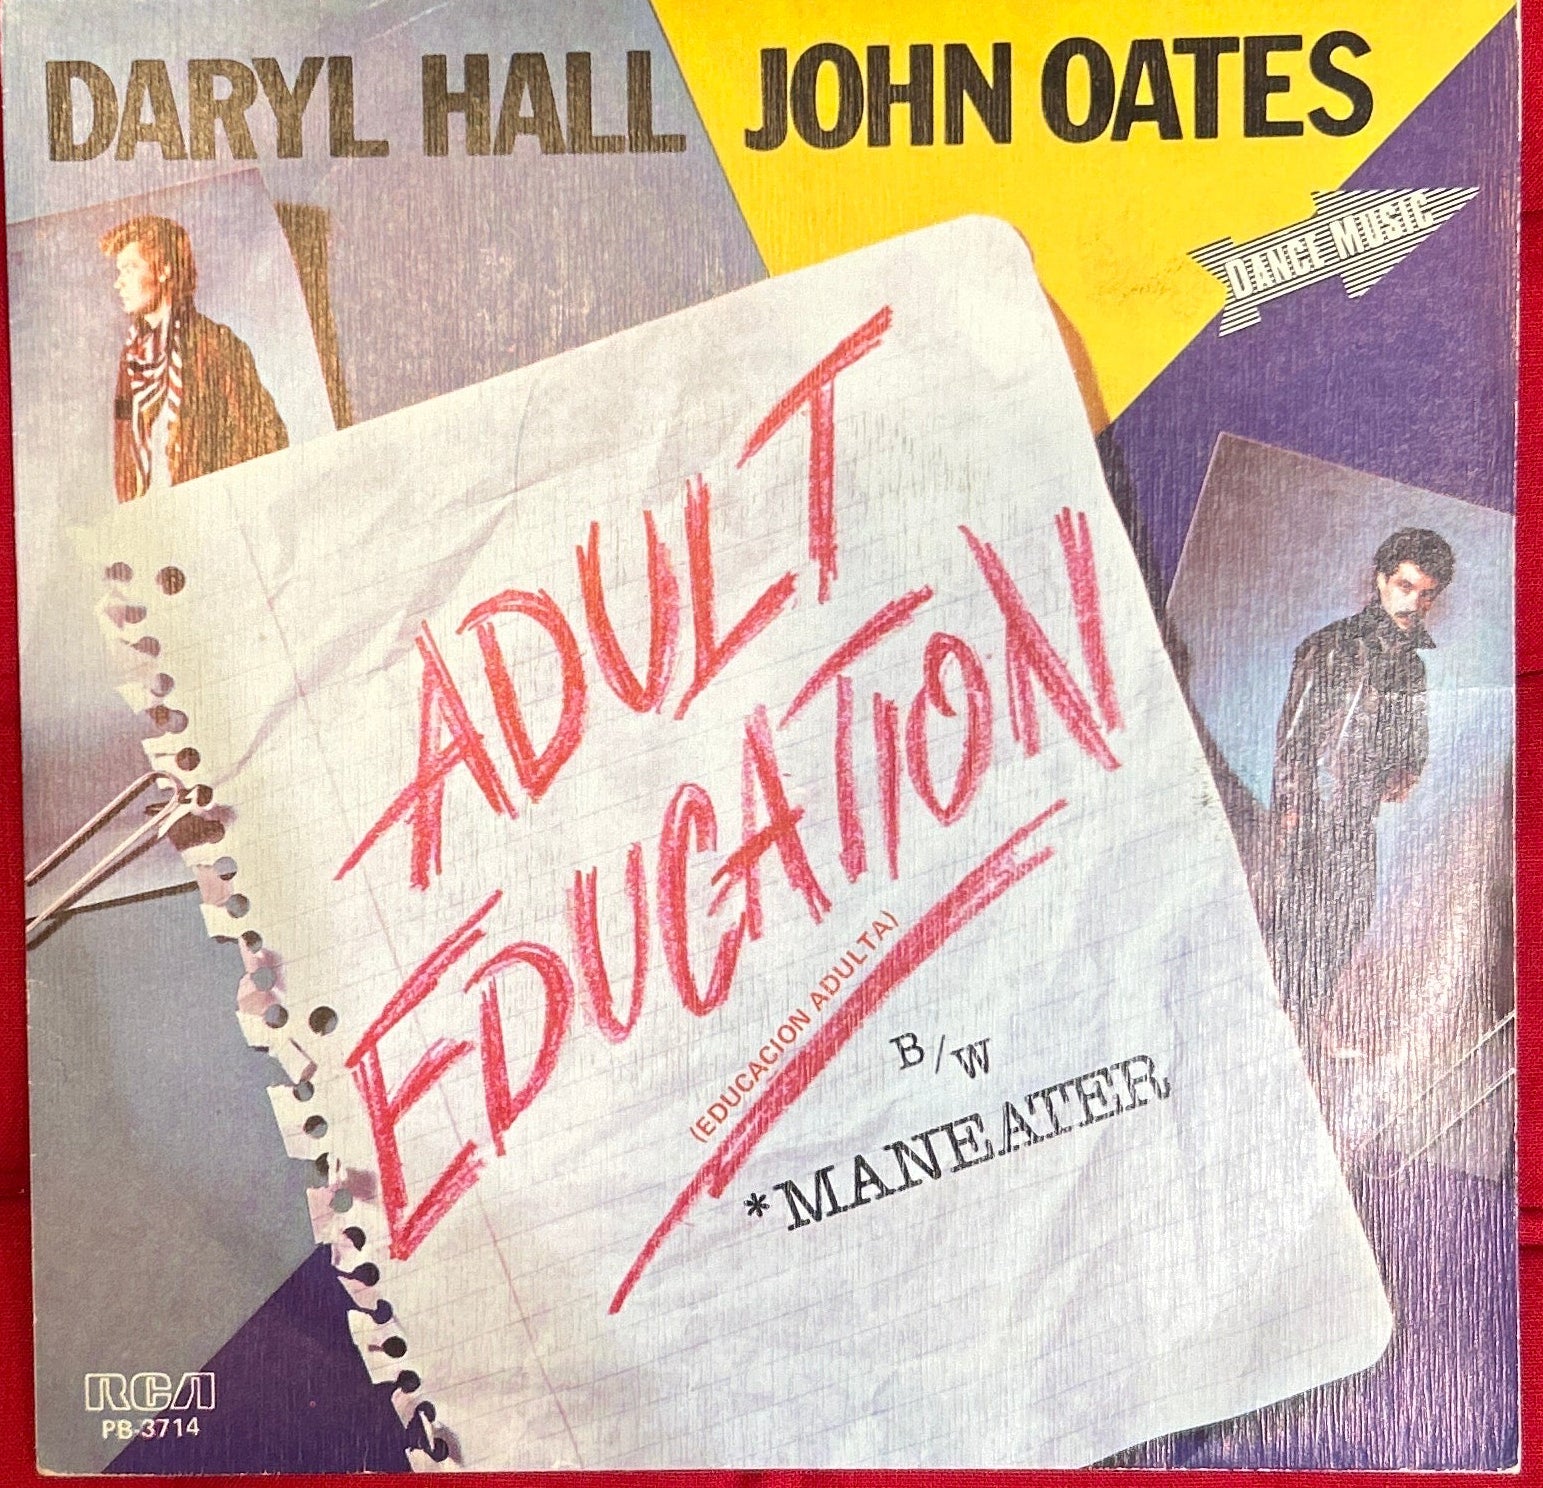 DARYL HALL JOHN OATES
DANCE MUSIC
ADULT
EDUCATION
(EDUCACION ADULTA)
B/W
*MANEATER
RCA
PB-3714